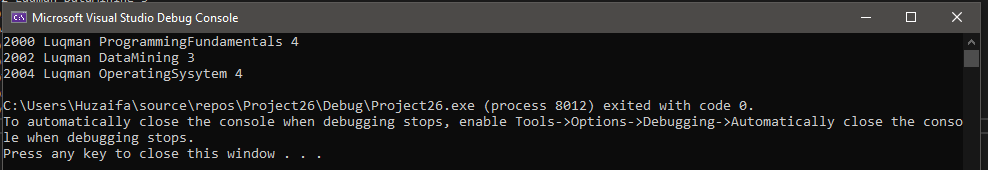 Microsoft Visual Studio Debug Console
2000 Luqman ProgrammingFundamentals 4
2002 Luqman DataMining 3
2004 Luqman OperatingSysytem 4
C:\Users\Huzaifa\source\repos\Project26\Debug\Project26.exe (process 8012) exited with code 0.
To automatically close the console when debugging stops, enable Tools->Options->Debugging->Automatically close the conso
le when debugging stops.
Press any key to close this window . . .